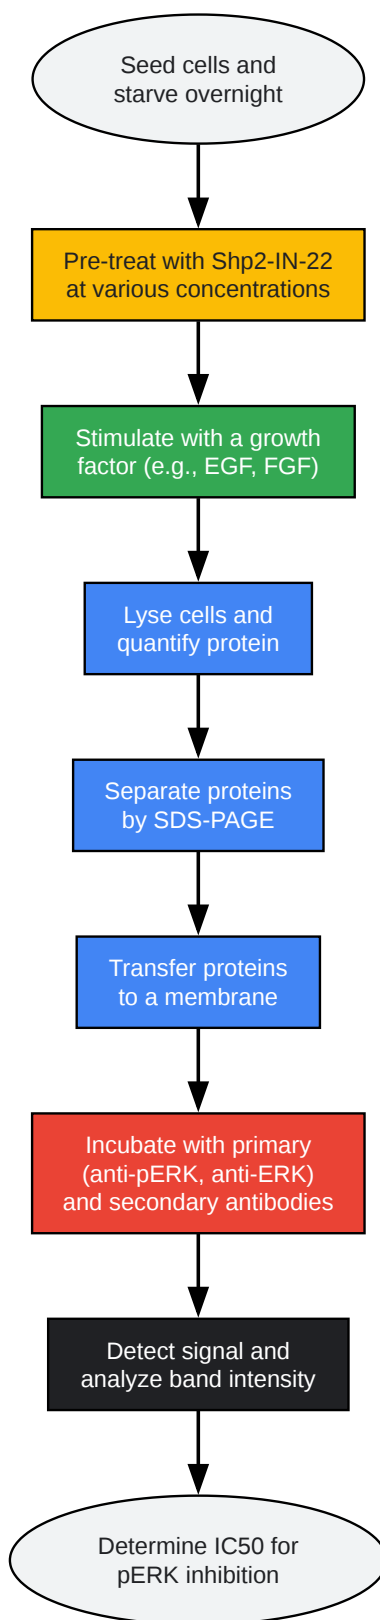 Seed cells and
starve overnight
Pre-treat with Shp2-IN-22
at various concentrations
Stimulate with a growth
factor (e.g., EGF, FGF)
Lyse cells and
quantify protein
Separate proteins
by SDS-PAGE
Transfer proteins
to a membrane
Incubate with primary
(anti-pERK, anti-ERK)
and secondary antibodies
Detect signal and
analyze band intensity
Determine IC50 for
pERK inhibition